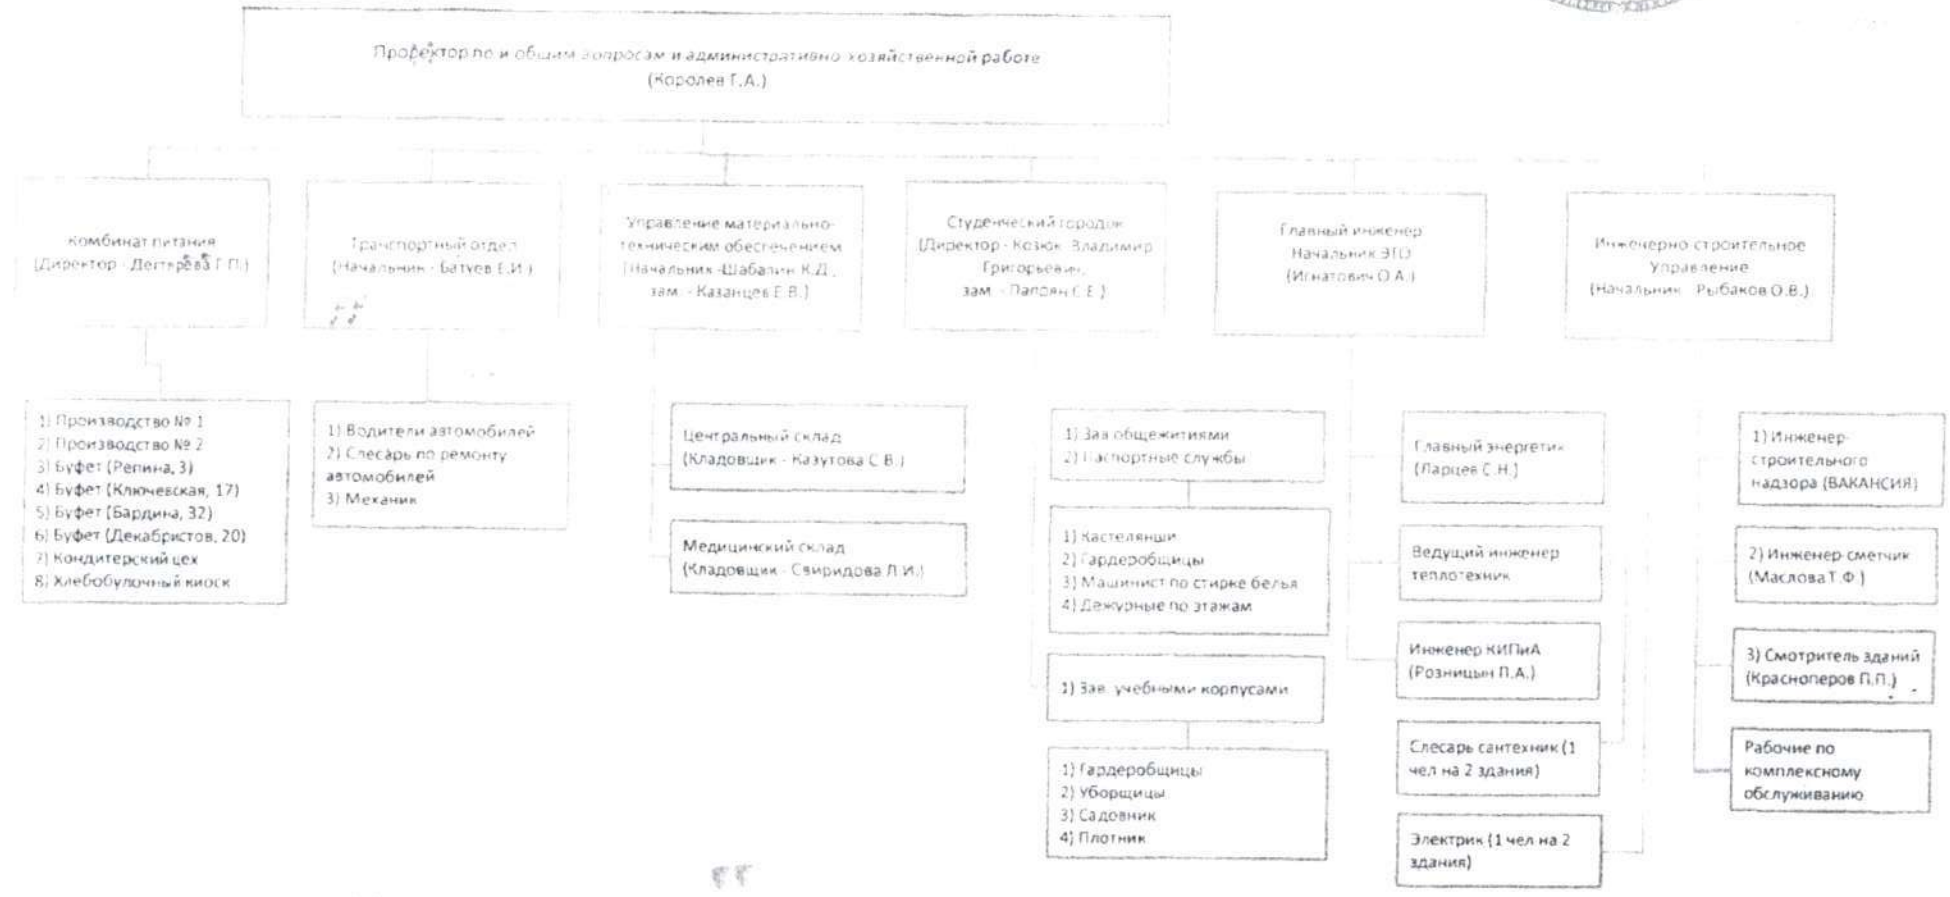 Проректор по и общим вопросам и административно-хозяйственной работе
(Королев Г.А.)
Комбинат питания
(Директор - Дегтярева Г.П.)
Транспортный отдел
(Начальник - Батуев Е.И.)
Управление материально-
техническим обеспечением
(Начальник -Шабалин К.Д.,
зам. - Казанцев Е.В.)
Студенческий городок
(Директор - Козюк Владимир
Григорьевич,
зам. - Папоян С.Е.)
Главный инженер
Начальник ЭТО
(Игнатович О.А.)
Инженерно строительное
Управление
(Начальник - Рыбаков О.В.)
1) Производство № 1
2) Производство № 2
3) Буфет (Репина, 3)
4) Буфет (Ключевская, 17)
5) Буфет (Бардина, 32)
6) Буфет (Декабристов, 20)
7) Кондитерский цех
8) Хлебобулочный киоск
1) Водители автомобилей
2) Слесарь по ремонту
автомобилей
3) Механик
Центральный склад
(Кладовщик - Казутова С.В.)
Медицинский склад
(Кладовщик - Свиридова Л.И.)
1) Зав общежитиями
2) Паспортные службы
1) Кастелянши
2) Гардеробщицы
3) Машинист по стирке белья
4) Дежурные по этажам
1) Зав. учебными корпусами
1) Гардеробщицы
2) Уборщицы
3) Садовник
4) Плотник
Главный энергетик
(Ларцев С.Н.)
Ведущий инженер
теплотехник
Инженер КИПиА
(Розницын П.А.)
Слесарь сантехник (1
чел на 2 здания)
Электрик (1 чел на 2
здания)
1) Инженер-
строительного
надзора (ВАКАНСИЯ)
2) Инженер-сметчик
(Маслова Т.Ф.)
3) Смотритель зданий
(Красноперов П.П.)
Рабочие по
комплексному
обслуживанию